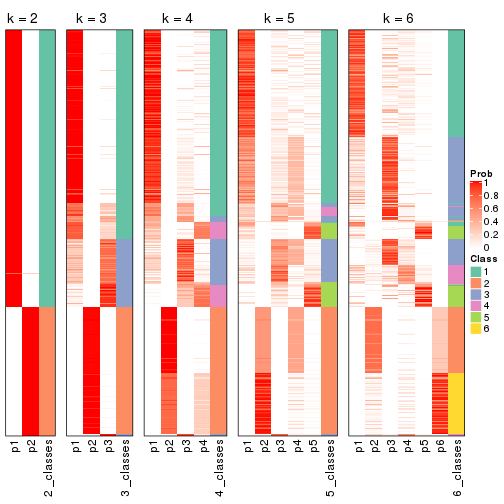 k = 2
k = 3
k = 4
k = 5
k = 6
p1
p2
2_classes
p1
p2
p3
3_classes
p1
p2
p3
p4
4_classes
p1
p2
p3
p4
p5
5_classes
p1
p2
p3
p4
p5
p6
6_classes
Prob
1
0.8
0.6
0.4
0.2
0
Class
1
2
3
4
5
6